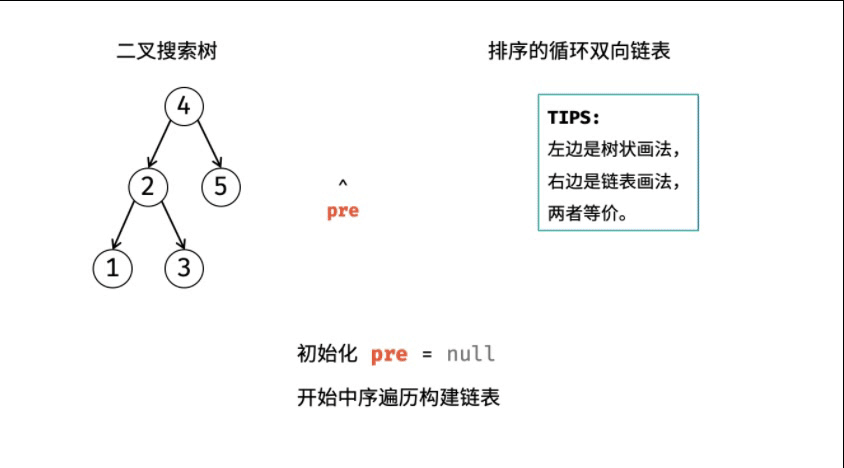 二叉搜索树
排序的循环双向链表
4
2
5
1
3
^
pre
TIPS:
左边是树状画法，
右边是链表画法，
两者等价。
初始化 pre = null
开始中序遍历构建链表